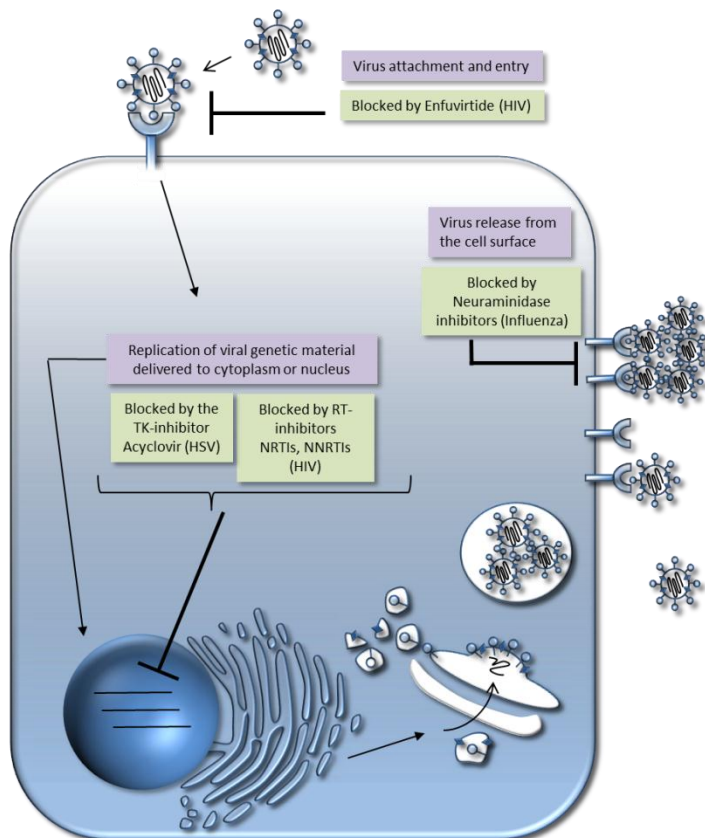 Virus attachment and entry
Blocked by Enfuvirtide (HIV)
Virus release from
the cell surface
Blocked by
Neuraminidase
inhibitors (Influenza)
Replication of viral genetic material
delivered to cytoplasm or nucleus
Blocked by the
TK-inhibitor
Acyclovir (HSV)
Blocked by RT-
inhibitors
NRTIs, NNRTIs
(HIV)